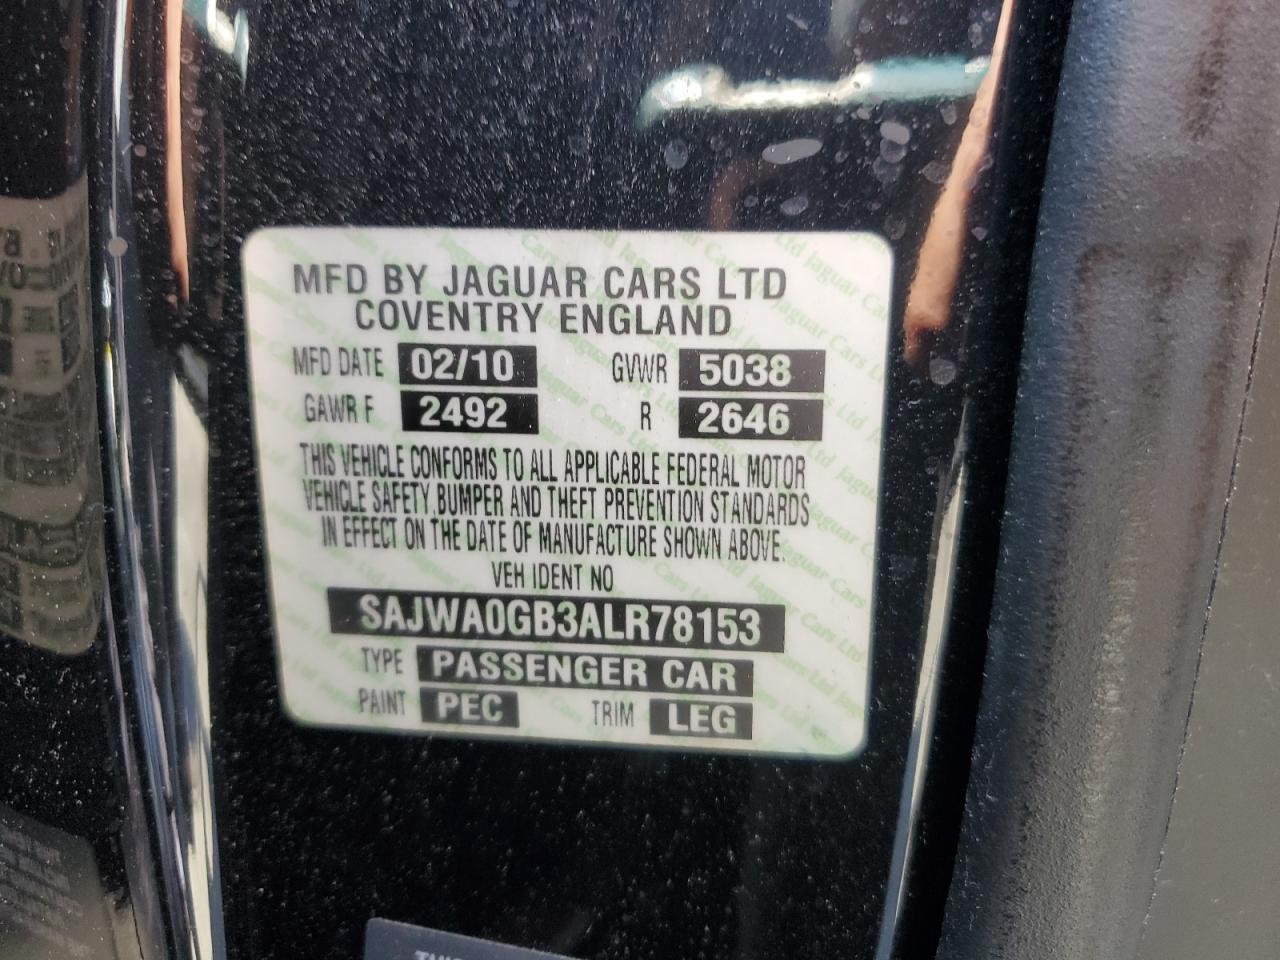 MFD BY JAGUAR CARS LTD
COVENTRY ENGLAND
MFD DATE 02/10 GVWR 5038
GAWR F 2492 R 2646
THIS VEHICLE CONFORMS TO ALL APPLICABLE FEDERAL MOTOR
VEHICLE SAFETY, BUMPER AND THEFT PREVENTION STANDARDS
IN EFFECT ON THE DATE OF MANUFACTURE SHOWN ABOVE.
VEH IDENT NO
SAJWA0GB3ALR78153
TYPE PASSENGER CAR
PAINT PEC TRIM LEG